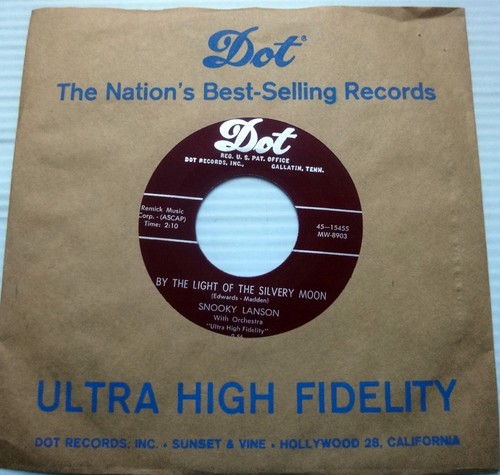 Dot®
The Nation's Best-Selling Records
Dot
REG. U. S. PAT. OFFICE
DOT RECORDS, INC., GALLATIN, TENN.
Remick Music
Corp. - (ASCAP)
Time: 2:10
45—15455
MW-8903
BY THE LIGHT OF THE SILVERY MOON
(Edwards - Madden)
SNOOKY LANSON
With Orchestra
"Ultra High Fidelity"
ULTRA HIGH FIDELITY
DOT RECORDS, INC. • SUNSET & VINE • HOLLYWOOD 28, CALIFORNIA